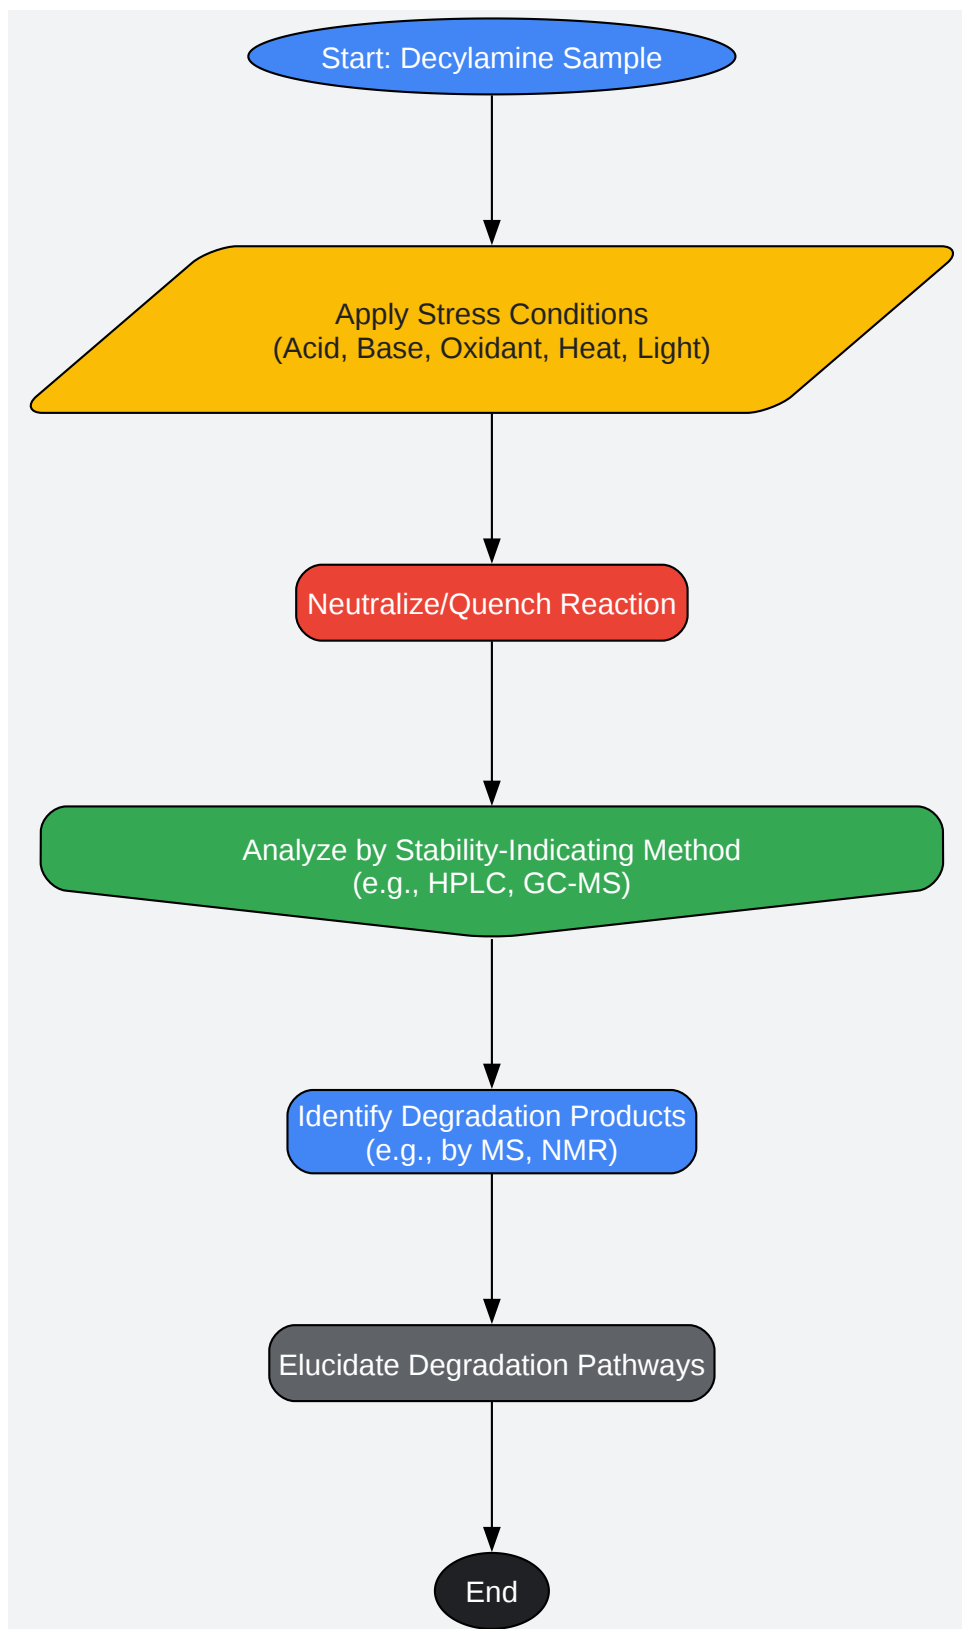 Start: Decylamine Sample
Apply Stress Conditions
(Acid, Base, Oxidant, Heat, Light)
Neutralize/Quench Reaction
Analyze by Stability-Indicating Method
(e.g., HPLC, GC-MS)
Identify Degradation Products
(e.g., by MS, NMR)
Elucidate Degradation Pathways
End